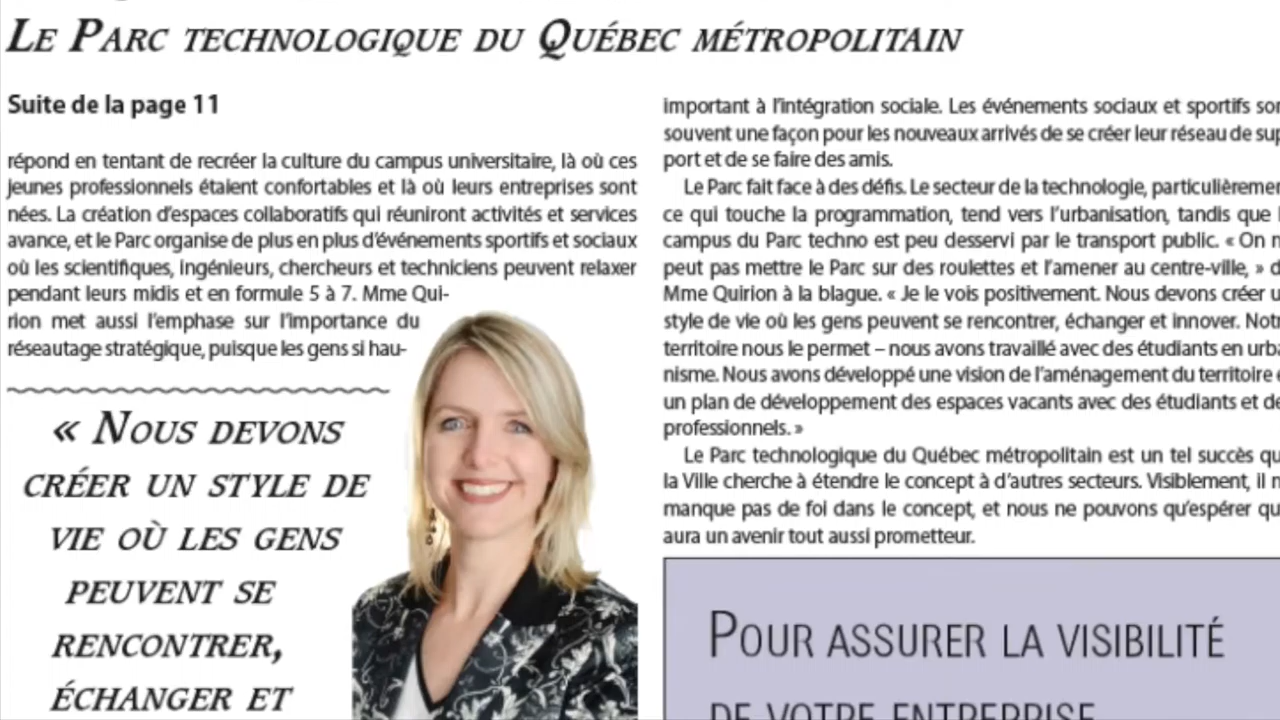 Le Parc technologique du Québec métropolitain
Suite de la page 11
répond en tentant de recréer la culture du campus universitaire, là où ces
jeunes professionnels étaient confortables et là où leurs entreprises sont
nées. La création d'espaces collaboratifs qui réuniront activités et services
avance, et le Parc organise de plus en plus d'événements sportifs et sociaux
où les scientifiques, ingénieurs, chercheurs et techniciens peuvent relaxer
pendant leurs midis et en formule 5 à 7. Mme Qui-
rion met aussi l'emphase sur l'importance du
réseautage stratégique, puisque les gens si hau-
« Nous devons
créer un style de
vie où les gens
peuvent se
rencontrer,
échanger et
important à l'intégration sociale. Les événements sociaux et sportifs
souvent une façon pour les nouveaux arrivés de se créer leur réseau de
port et de se faire des amis.
Le Parc fait face à des défis. Le secteur de la technologie,
ce qui touche la programmation, tend vers l'urbanisation, tandis que
campus du Parc techno est peu desservi par le transport public. « On
peut pas mettre le Parc sur des roulettes et l'amener au centre-ville, »
Mme Quirion à la blague. « Je le vois positivement. Nous devons créer
style de vie où les gens peuvent se rencontrer, échanger et innover.
territoire nous le permet – nous avons travaillé avec des étudiants en
nisme. Nous avons développé une vision de l'aménagement du territoire
un plan de développement des espaces vacants avec des étudiants et
professionnels. »
Le Parc technologique du Québec métropolitain est un tel succès
la Ville cherche à étendre le concept à d'autres secteurs. Visiblement, il
manque pas de foi dans le concept, et nous ne pouvons qu'espérer
aura un avenir tout aussi prometteur.
Pour assurer la visibilité
de votre entreprise